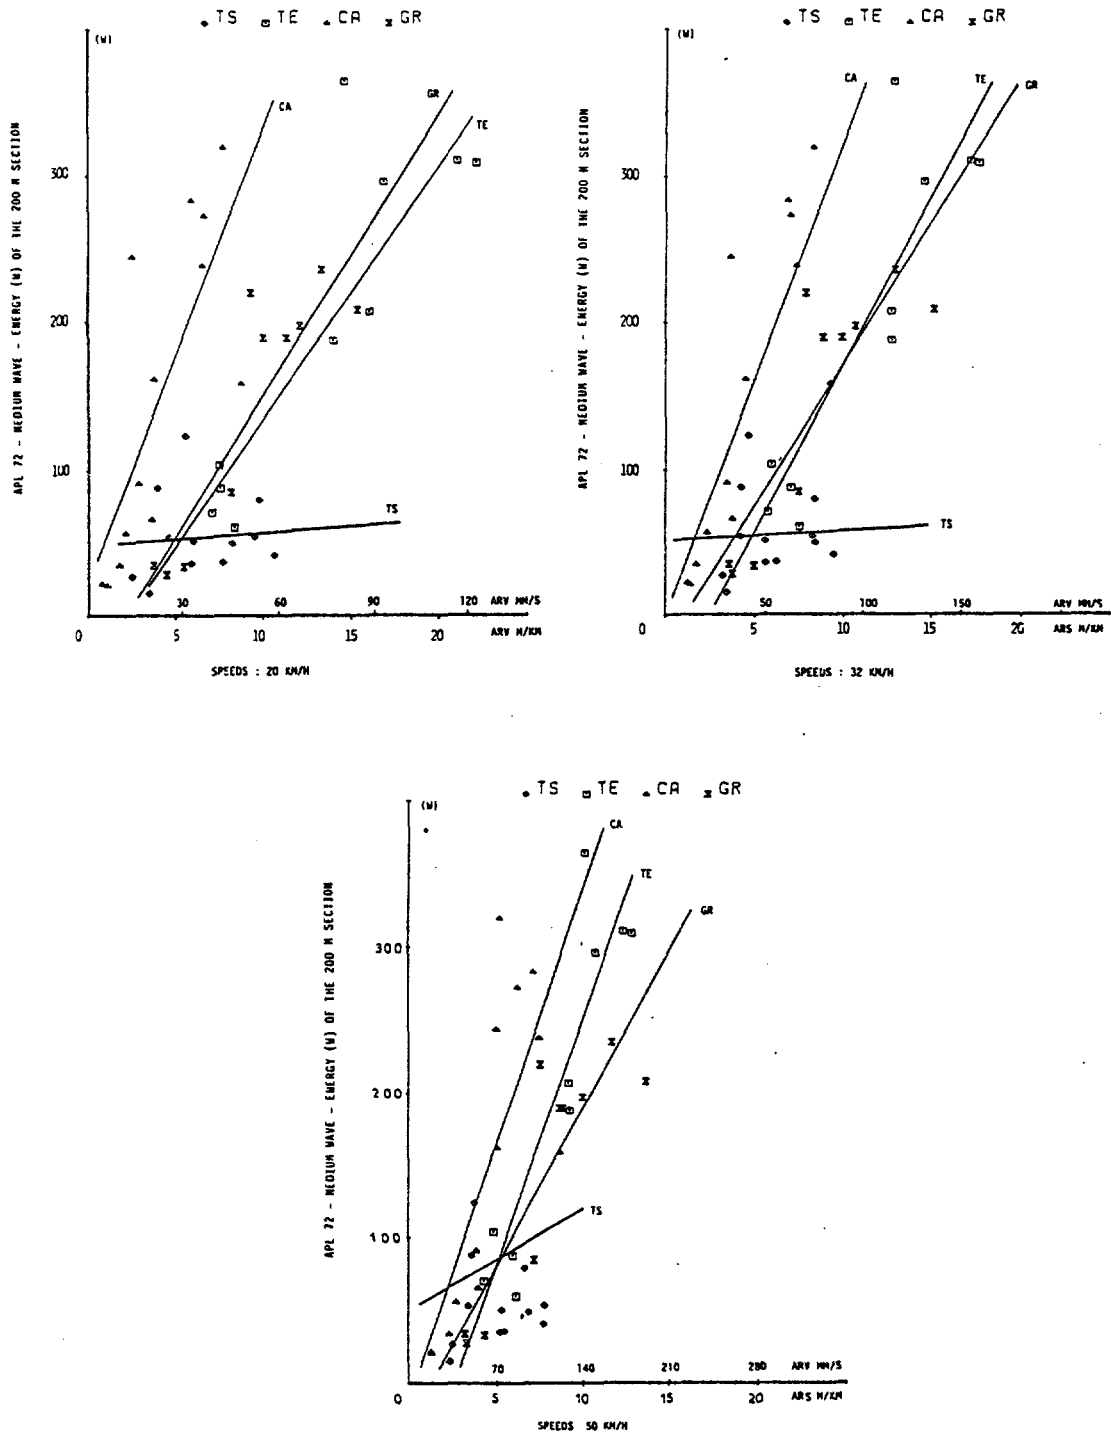 TS TE CA GR
(W)
CA
GR
TE
300
200
100
TS
APL 72 - MEDIUM WAVE - ENERGY (W) OF THE 200 M SECTION
30 60 90 120 ARV MM/S
0 5 10 15 20 ARV M/KM
SPEEDS : 20 KM/H
TS TE CA GR
(W)
CA
TE
GR
300
200
100
TS
APL 72 - MEDIUM WAVE - ENERGY (W) OF THE 200 M SECTION
50 100 150 ARV MM/S
0 5 10 15 20 ARS M/KM
SPEEDS : 32 KM/H
TS TE CA GR
(W)
CA
TE
GR
300
200
100
TS
APL 72 - MEDIUM WAVE - ENERGY (W) OF THE 200 M SECTION
70 140 210 280 ARV MM/S
0 5 10 15 20 ARS M/KM
SPEEDS 50 KM/H